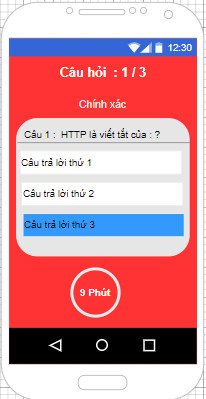 12:30
Câu hỏi : 1 / 3
Chính xác
Câu 1 : HTTP là viết tắt của : ?
Câu trả lời thứ 1
Câu trả lời thứ 2
Câu trả lời thứ 3
9 Phút